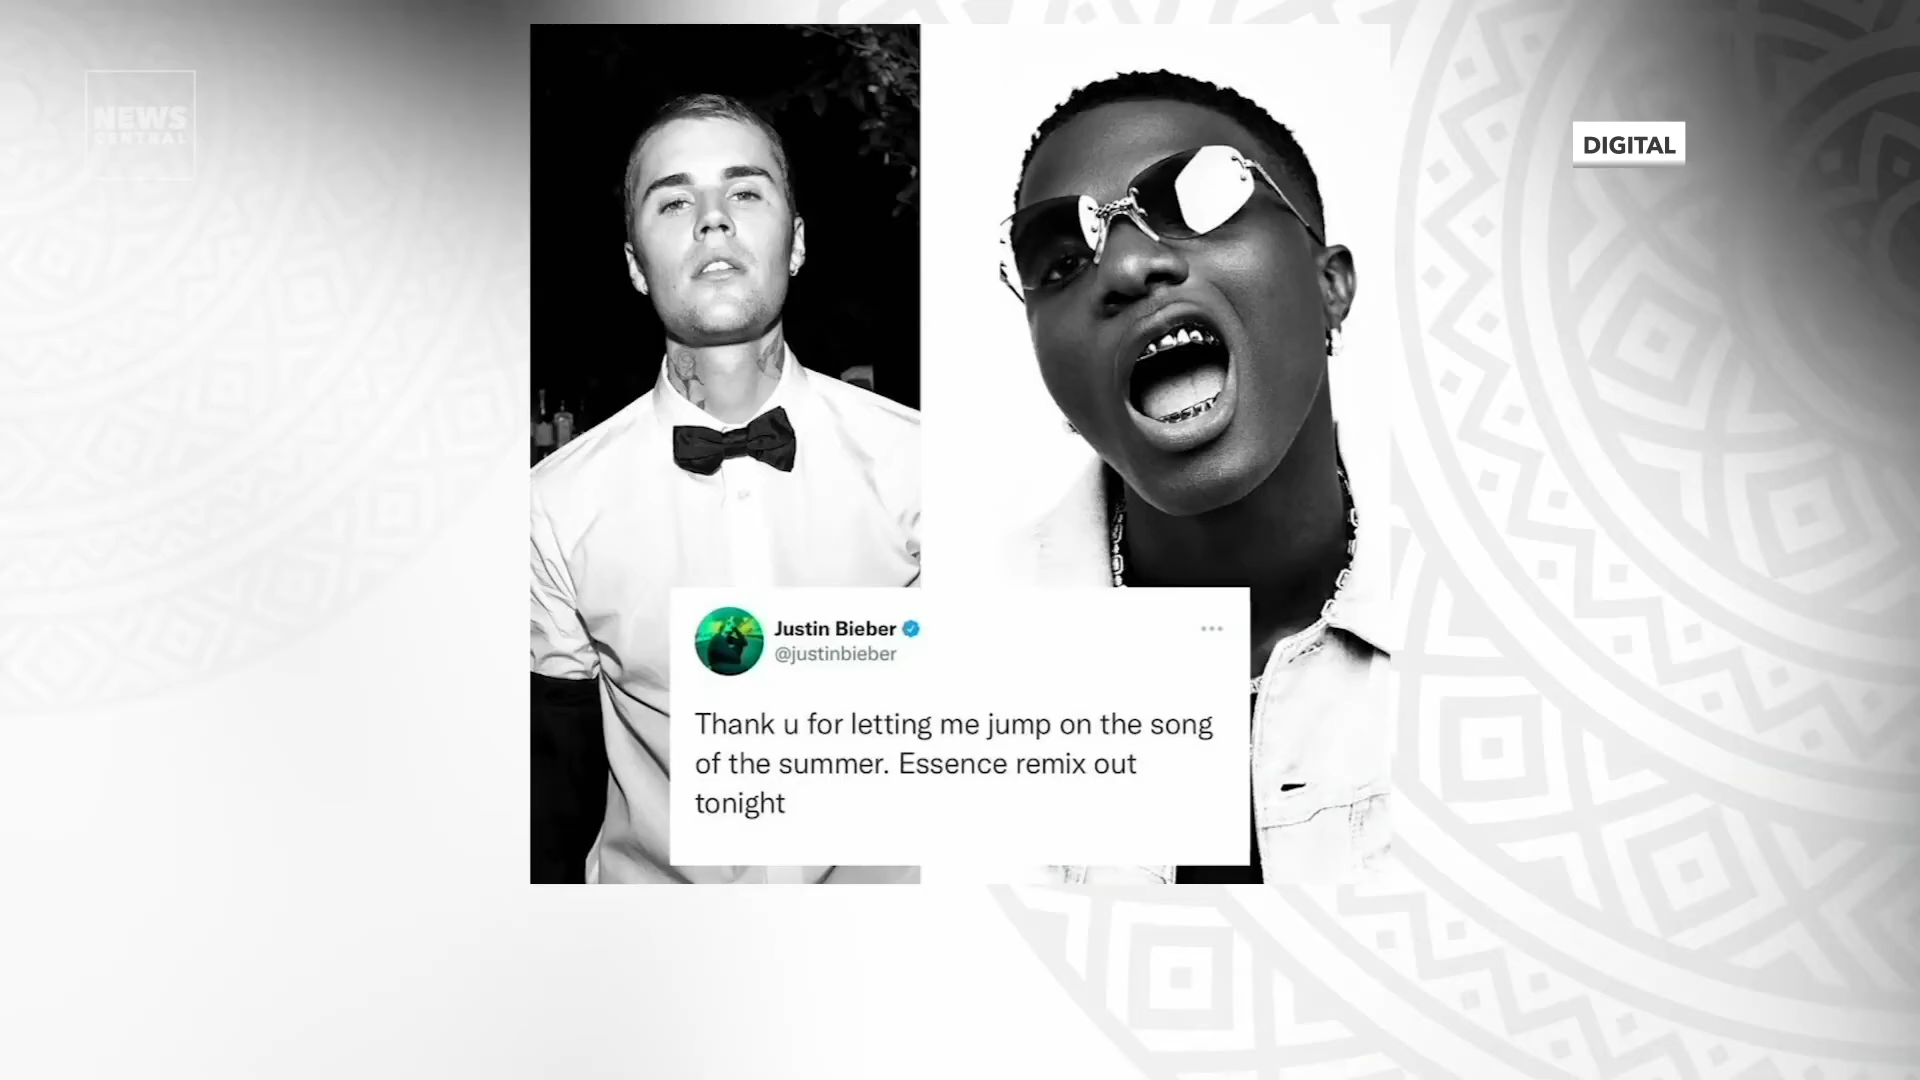 NEWS
CENTRAL
DIGITAL
Justin Bieber
@justinbieber
Thank u for letting me jump on the song
of the summer. Essence remix out
tonight